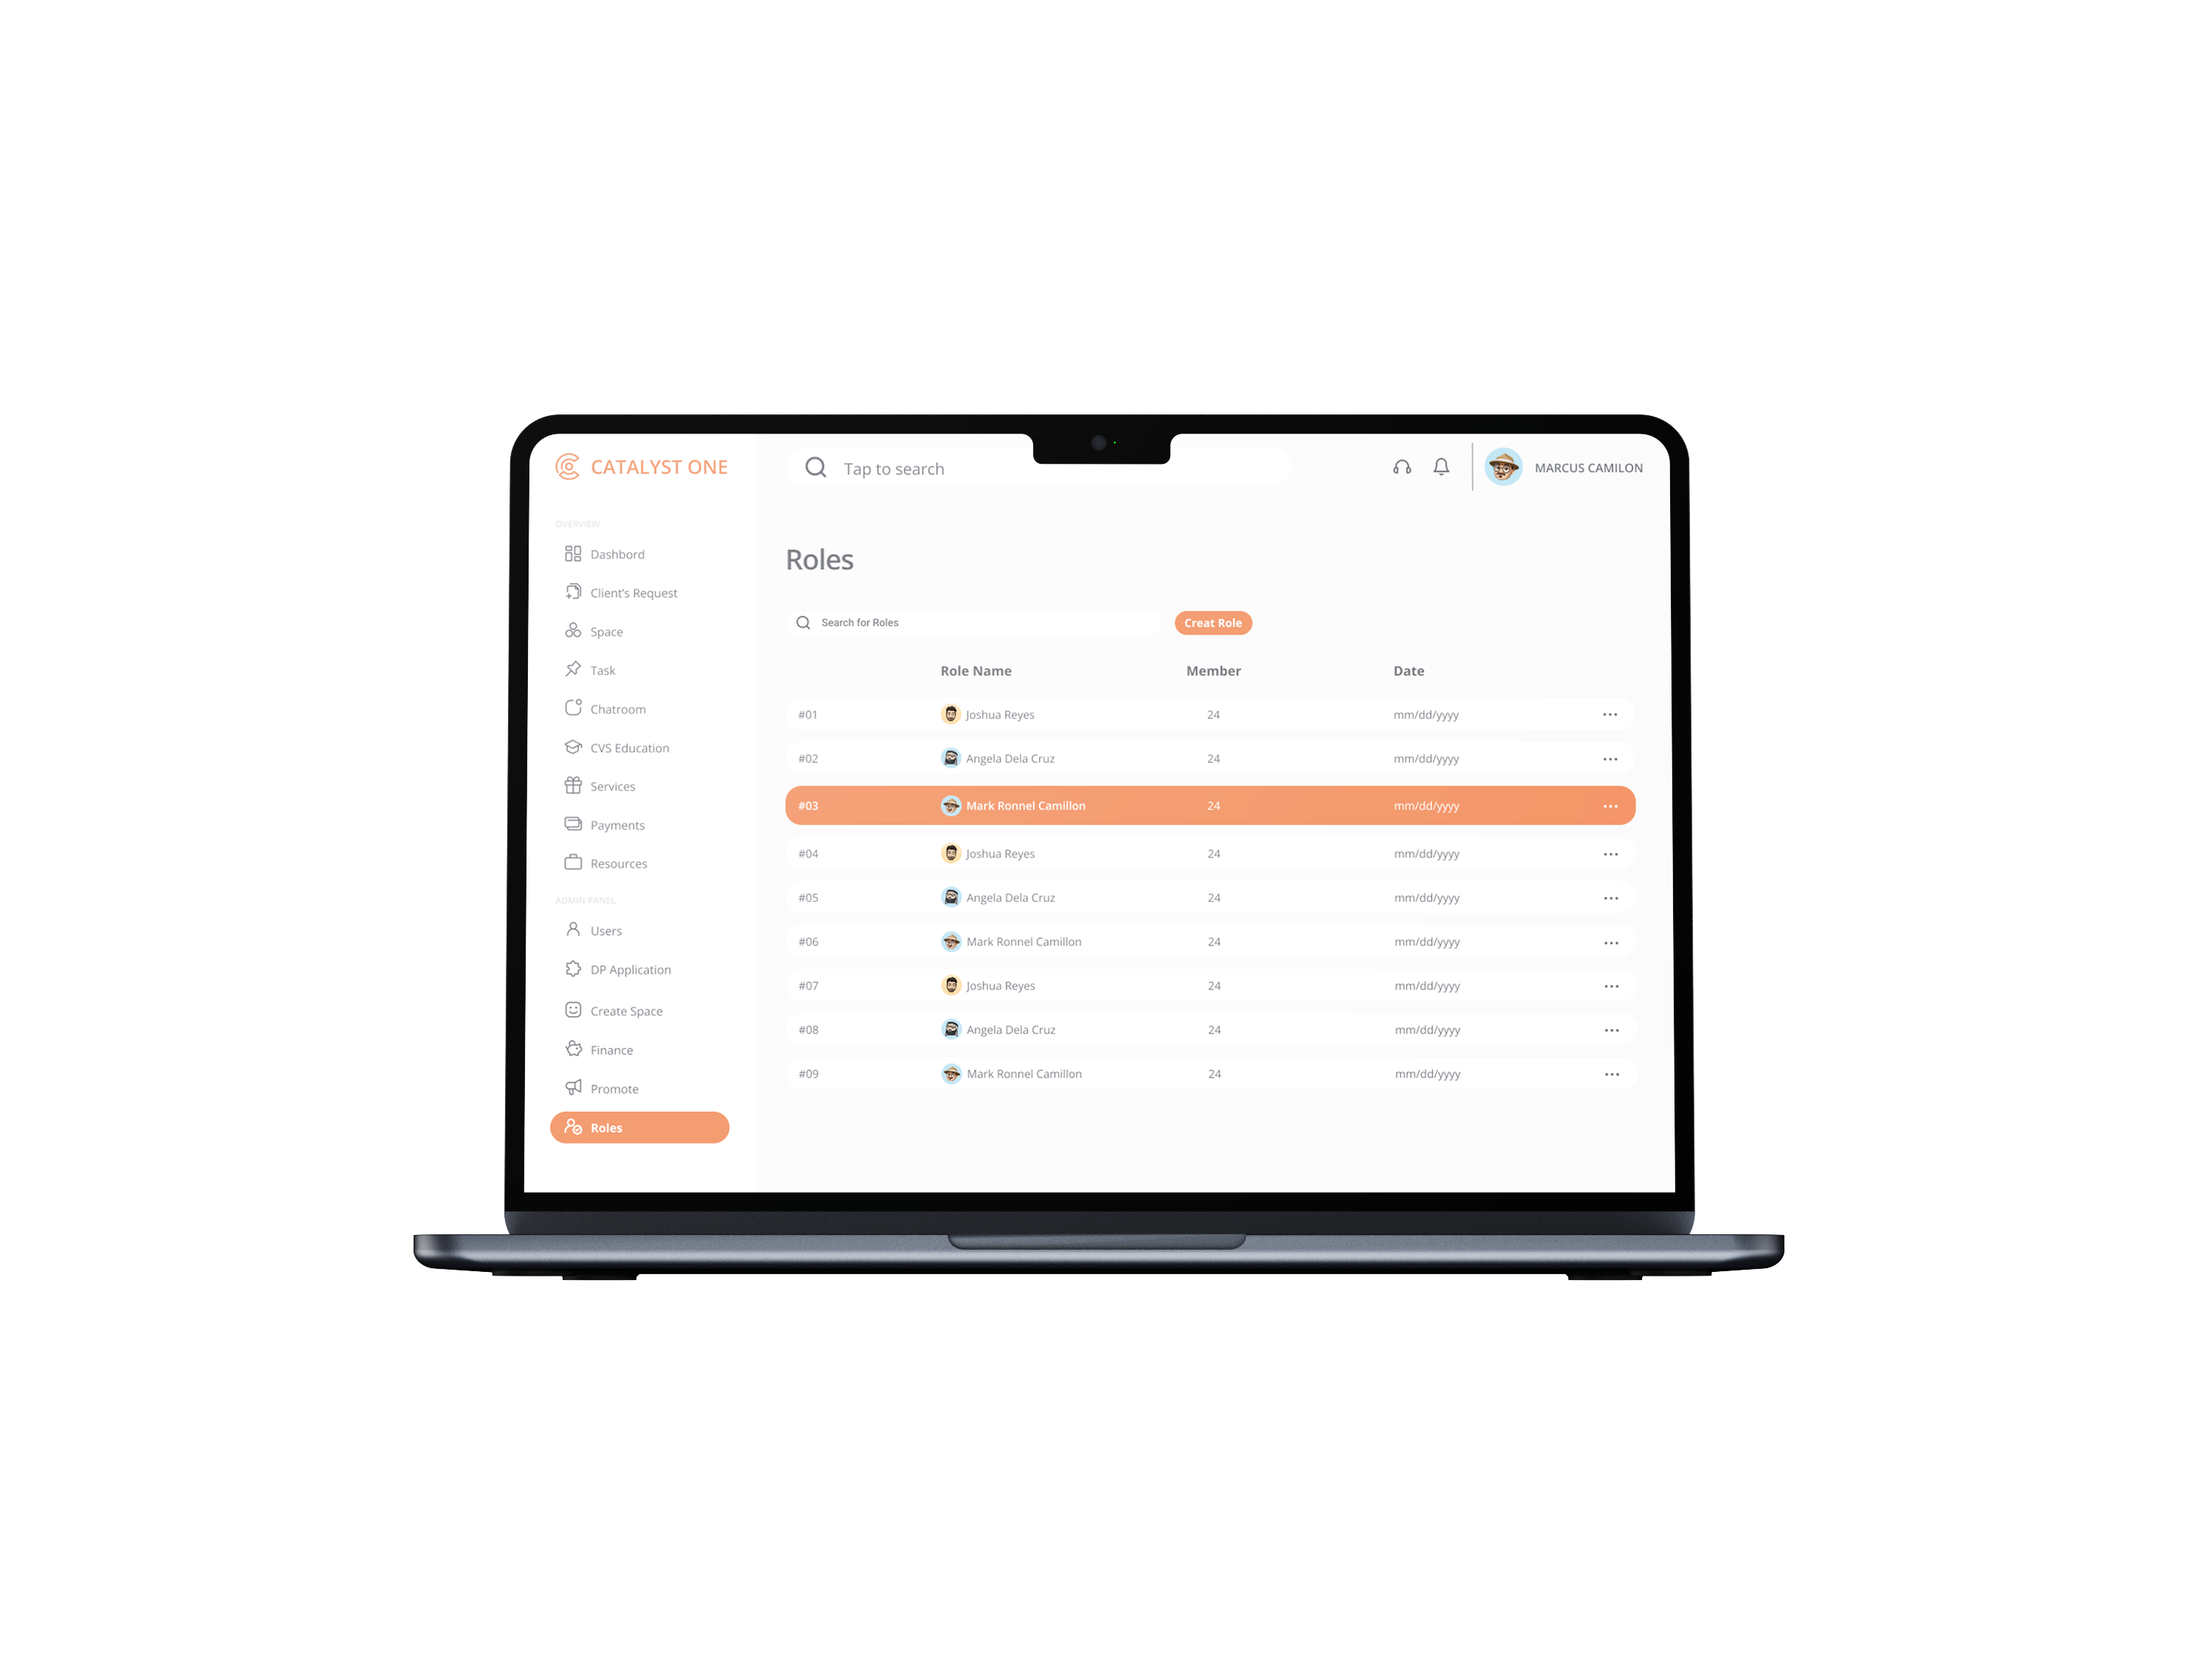 CATALYST ONE
Tap to search
MARCUS CAMILON
OVERVIEW
Dashbord
Client's Request
Space
Task
Chatroom
CVS Education
Services
Payments
Resources
ADMIN PANEL
Users
DP Application
Create Space
Finance
Promote
Roles
Roles
Search for Roles
Creat Role
Role Name Member Date
#01 Joshua Reyes 24 mm/dd/yyyy
#02 Angela Dela Cruz 24 mm/dd/yyyy
#03 Mark Ronnel Camillon 24 mm/dd/yyyy
#04 Joshua Reyes 24 mm/dd/yyyy
#05 Angela Dela Cruz 24 mm/dd/yyyy
#06 Mark Ronnel Camillon 24 mm/dd/yyyy
#07 Joshua Reyes 24 mm/dd/yyyy
#08 Angela Dela Cruz 24 mm/dd/yyyy
#09 Mark Ronnel Camillon 24 mm/dd/yyyy